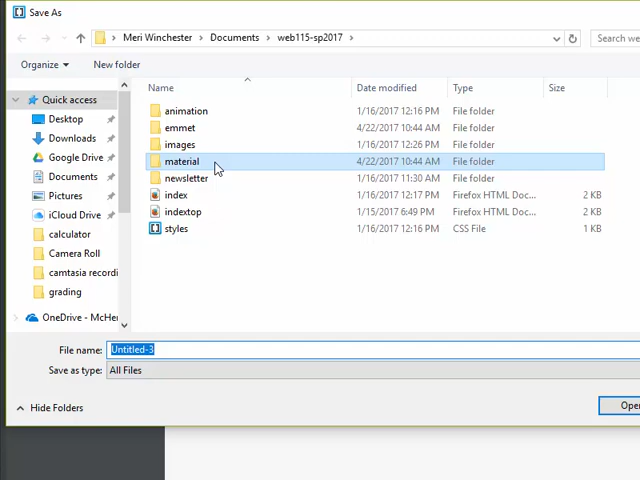 Save As
Meri Winchester > Documents > web115-sp2017 >
Search we
Organize New folder
Name Date modified Type Size
Quick access
Desktop
Downloads
Google Drive
Documents
Pictures
iCloud Drive
calculator
Camera Roll
camtasia recordi
grading
OneDrive - McHe
animation 1/16/2017 12:16 PM File folder
emmet 4/22/2017 10:44 AM File folder
images 1/16/2017 12:26 PM File folder
material 4/22/2017 10:44 AM File folder
newsletter 1/16/2017 11:30 AM File folder
index 1/16/2017 12:17 PM Firefox HTML Doc... 2 KB
indextop 1/15/2017 6:49 PM Firefox HTML Doc... 2 KB
styles 1/16/2017 12:16 PM CSS File 1 KB
File name: Untitled-3
Save as type: All Files
Hide Folders
Ope